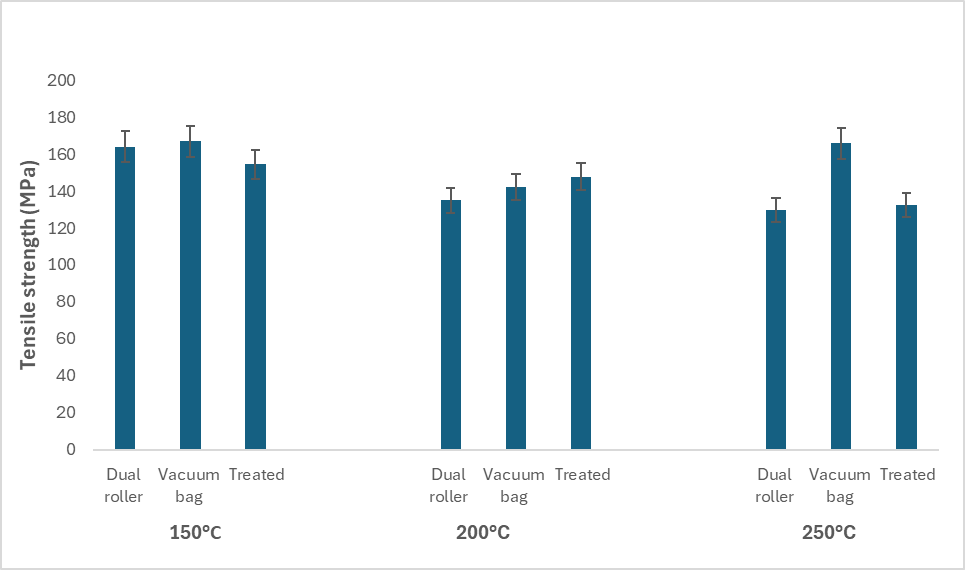 200
180
160
140
120
100
80
60
40
20
0
Tensile strength (MPa)
Dual roller
Vacuum bag
Treated
Dual roller
Vacuum bag
Treated
Dual roller
Vacuum bag
Treated
150°C
200°C
250°C